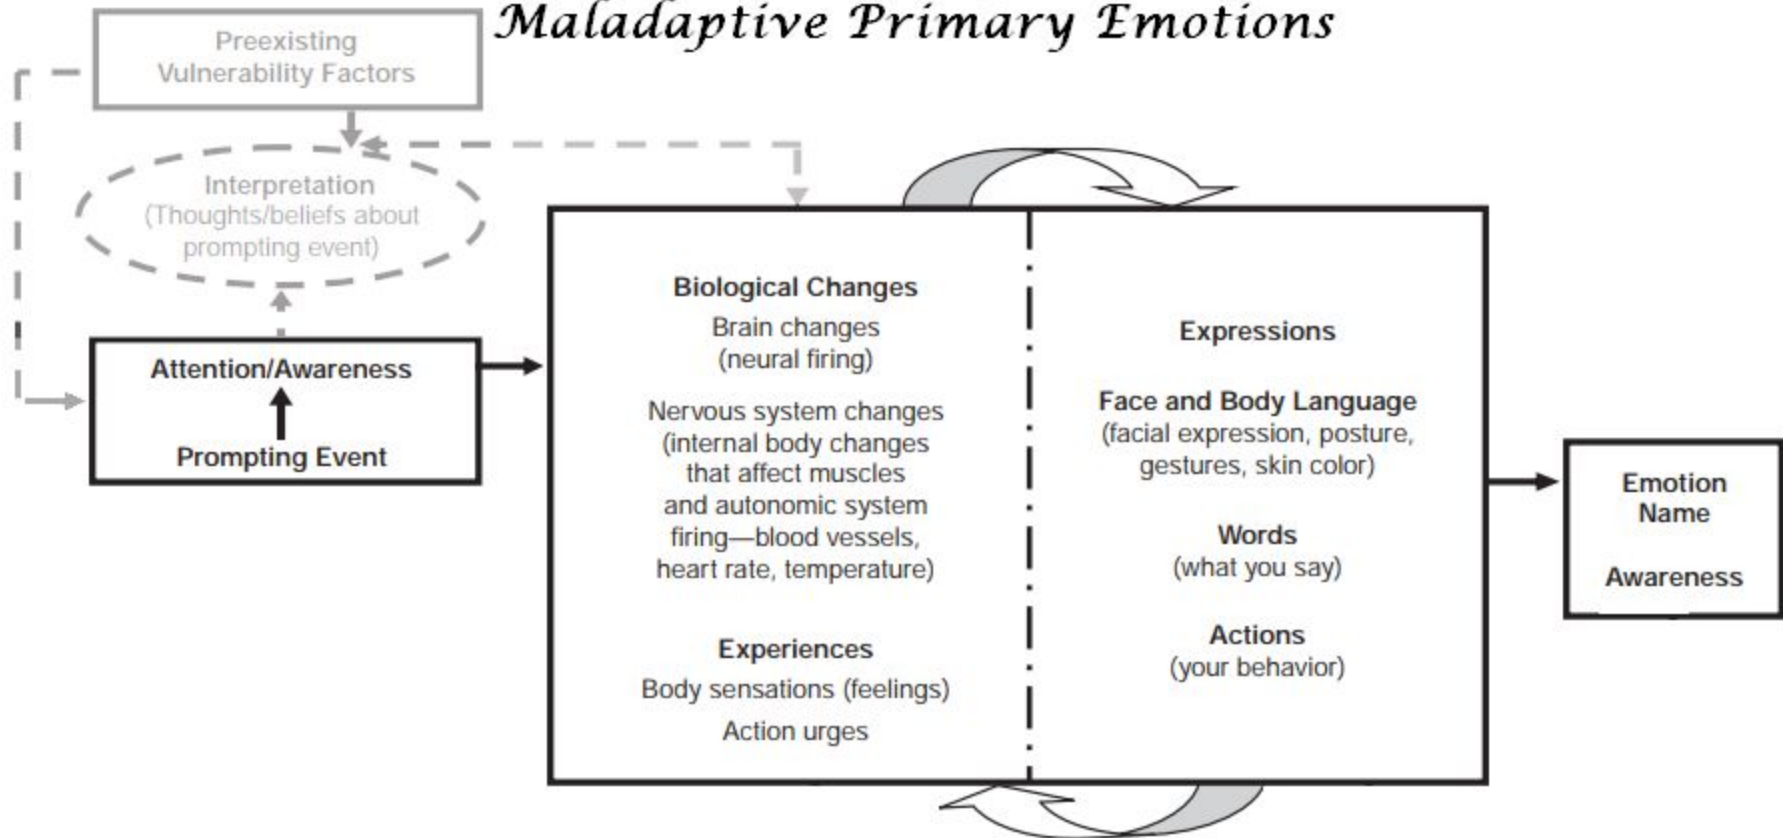 Maladaptive Primary Emotions
Preexisting
Vulnerability Factors
Interpretation
(Thoughts/beliefs about
prompting event)
Attention/Awareness
Prompting Event
Biological Changes
Brain changes
(neural firing)
Nervous system changes
(internal body changes
that affect muscles
and autonomic system
firing—blood vessels,
heart rate, temperature)
Experiences
Body sensations (feelings)
Action urges
Expressions
Face and Body Language
(facial expression, posture,
gestures, skin color)
Words
(what you say)
Actions
(your behavior)
Emotion
Name
Awareness